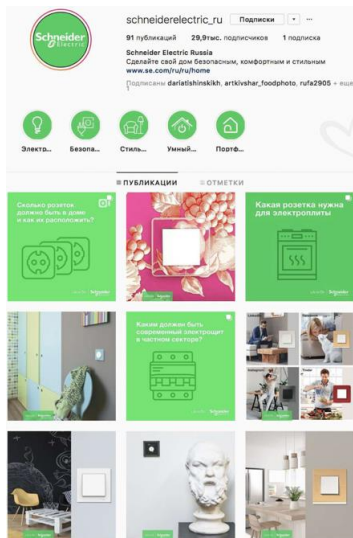 schneiderelectric_ru Подписки ...
Schneider Electric
91 публикаций 29,9тыс. подписчиков 1 подписка
Schneider Electric Russia
Сделайте свой дом безопасным, комфортным и стильным
www.se.com/ru/ru/home
Подписаны dariatishinskikh, artkivshar_foodphoto, rufa2905 + еще
Электро... Безопа... Стиль... Умный... Портф...
ПУБЛИКАЦИИ ОТМЕТКИ
Сколько розеток
должно быть в доме
и как их расположить?
Какая розетка нужна
для электроплиты
Каким должен быть
современный электрощит
в частном секторе?